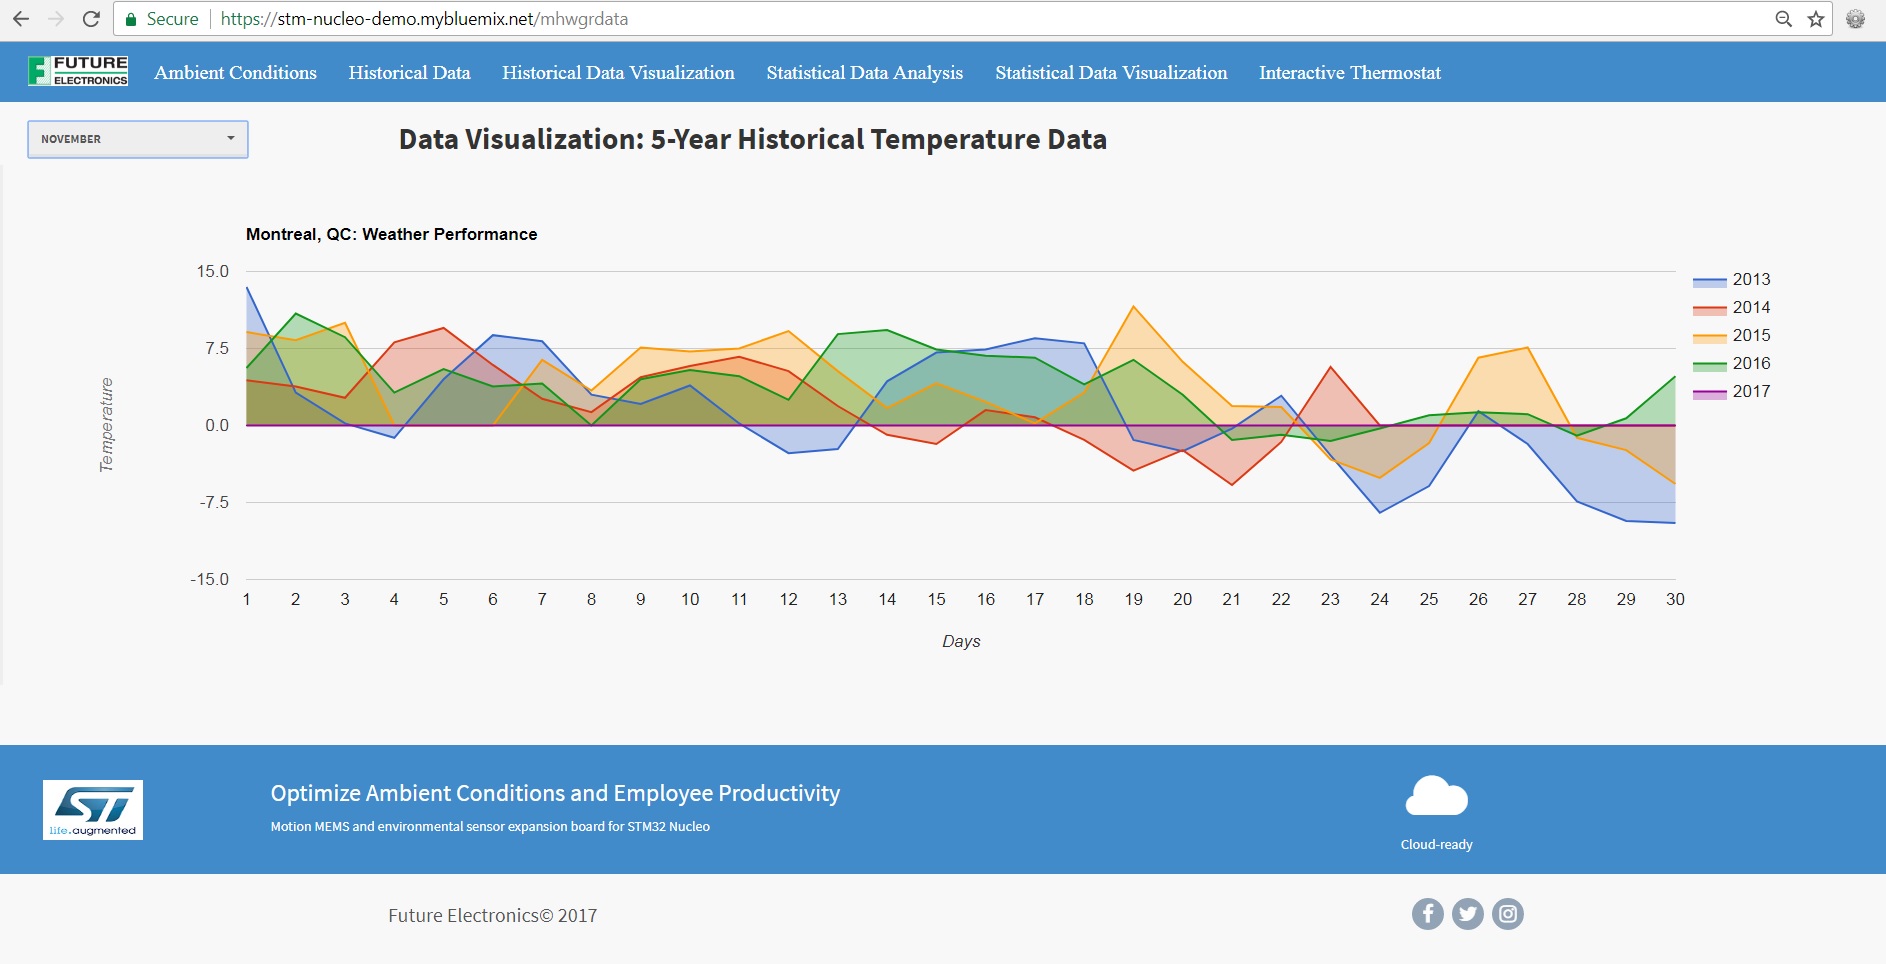 Secure https://stm-nucleo-demo.mybluemix.net/mhwgrdata
FUTURE
ELECTRONICS
Ambient Conditions Historical Data Historical Data Visualization Statistical Data Analysis Statistical Data Visualization Interactive Thermostat
NOVEMBER
Data Visualization: 5-Year Historical Temperature Data
Montreal, QC: Weather Performance
15.0
7.5
0.0
-7.5
-15.0
Temperature
1 2 3 4 5 6 7 8 9 10 11 12 13 14 15 16 17 18 19 20 21 22 23 24 25 26 27 28 29 30
Days
2013
2014
2015
2016
2017
ST
life.augmented
Optimize Ambient Conditions and Employee Productivity
Motion MEMS and environmental sensor expansion board for STM32 Nucleo
Cloud-ready
Future Electronics© 2017